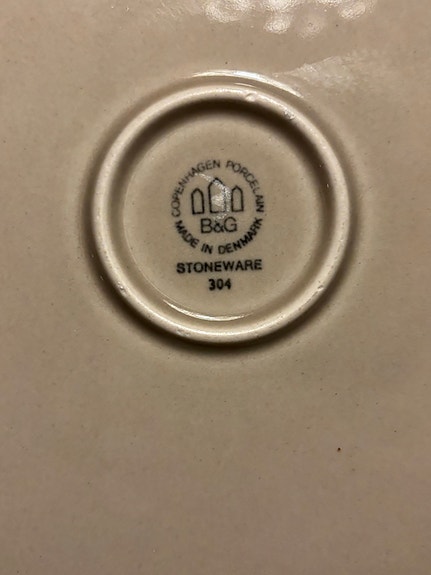 COPENHAGEN PORCELAIN
B&G
MADE IN DENMARK
STONEWARE
304